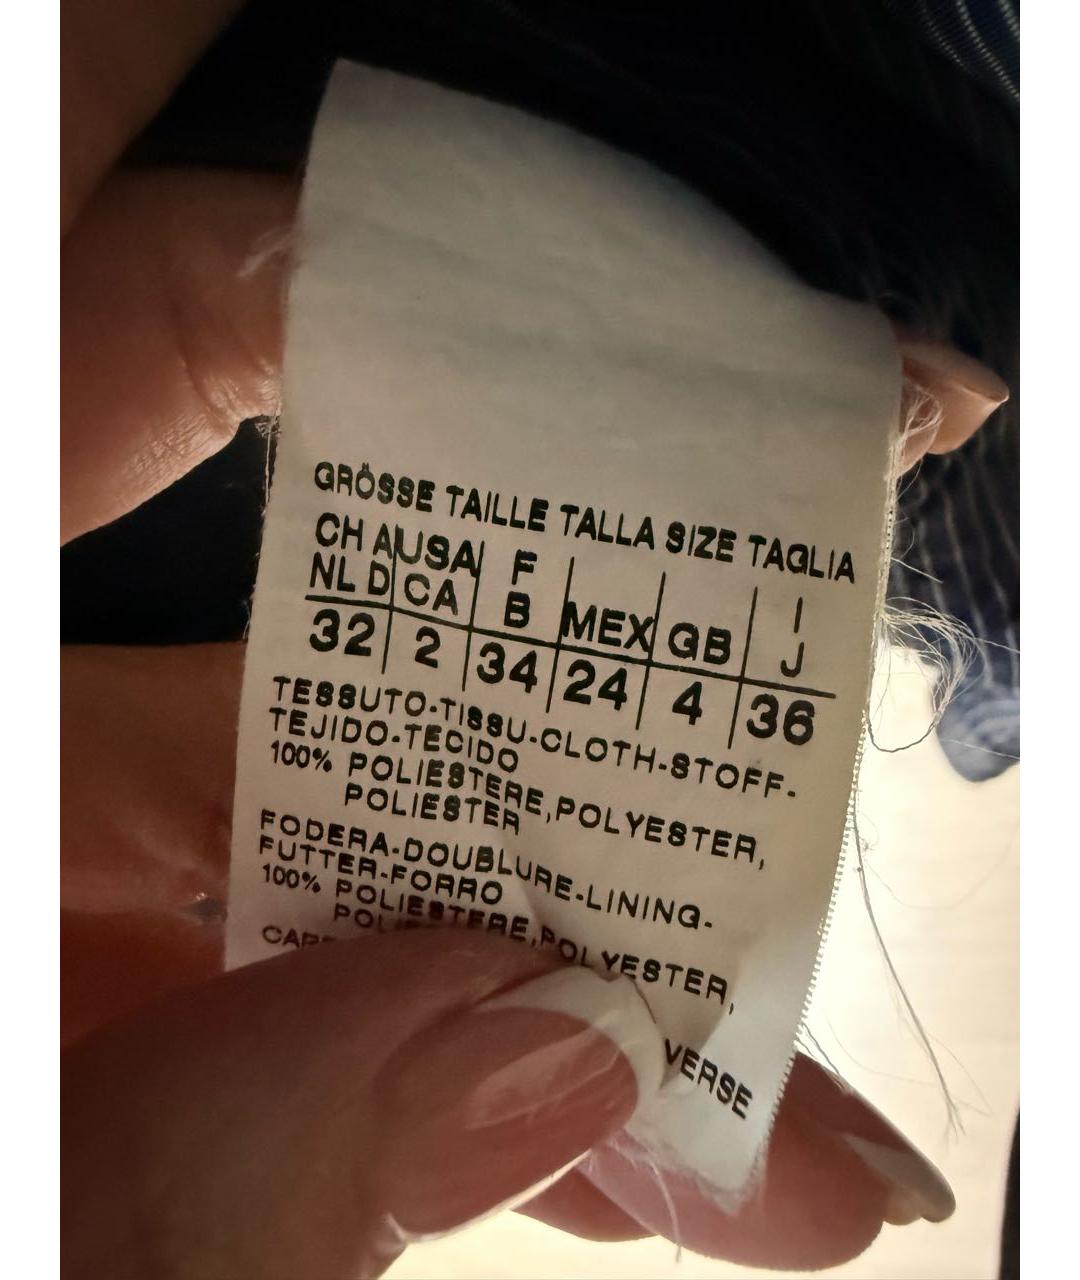 GRÖSSE TAILLE TALLA SIZE TAGLIA
CH A USA F MEX GB I
NL D CA B J
32 2 34 24 4 36
TESSUTO-TISSU-CLOTH-STOFF-
TEJIDO-TECIDO
100% POLIESTERE,POLYESTER,
POLIESTER
FODERA-DOUBLURE-LINING-
FUTTER-FORRO
100% POLIESTERE,POLYESTER,
VERSE